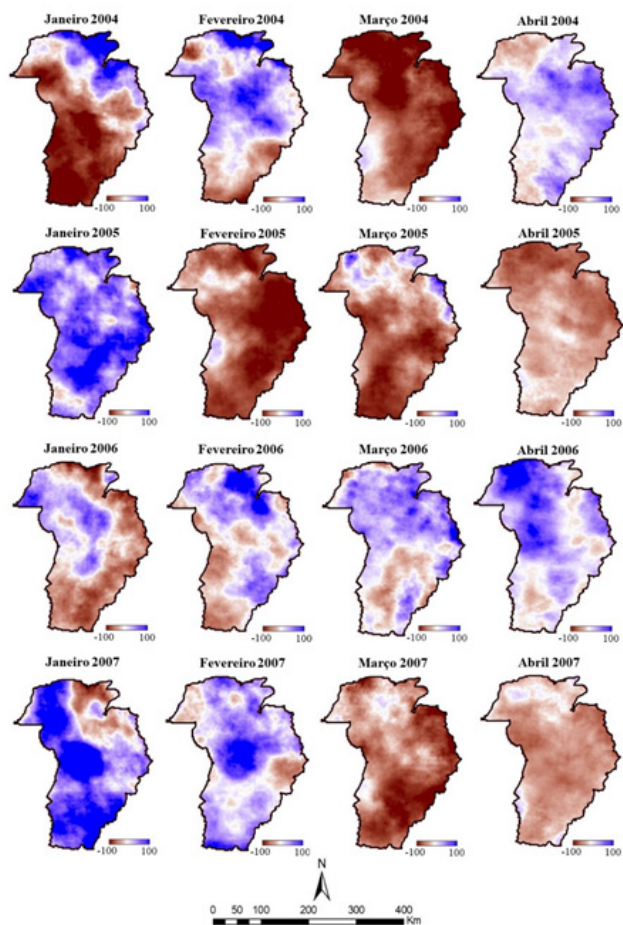 Janeiro 2004 Fevereiro 2004 Março 2004 Abril 2004
-100 100 -100 100 -100 100 -100 100
Janeiro 2005 Fevereiro 2005 Março 2005 Abril 2005
-100 100 -100 100 -100 100 -100 100
Janeiro 2006 Fevereiro 2006 Março 2006 Abril 2006
-100 100 -100 100 -100 100 -100 100
Janeiro 2007 Fevereiro 2007 Março 2007 Abril 2007
-100 100 -100 100 -100 100 -100 100
N
0 25 50 100 200 300 400
Km